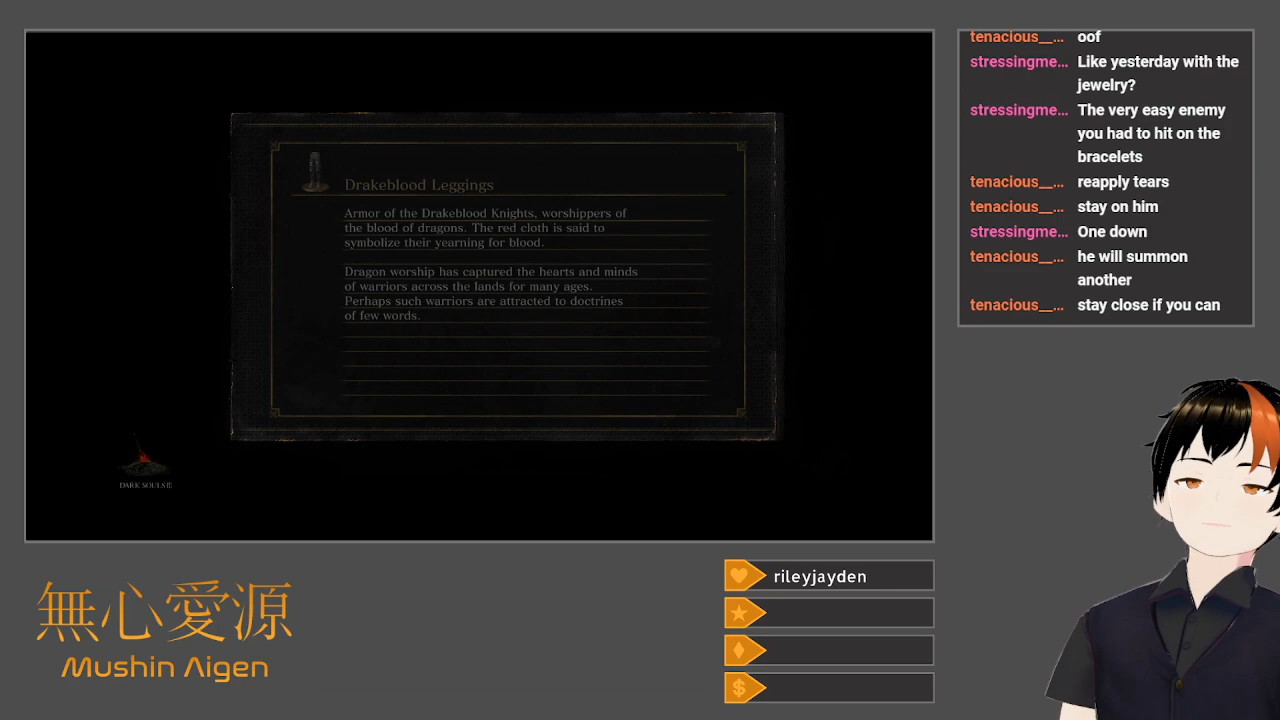 Drakeblood Leggings
Armor of the Drakeblood Knights, worshippers of
the blood of dragons. The red cloth is said to
symbolize their yearning for blood.
Dragon worship has captured the hearts and minds
of warriors across the lands for many ages.
Perhaps such warriors are attracted to doctrines
of few words.
DARK SOULS III
tenacious__... oof
stressingme... Like yesterday with the
jewelry?
stressingme... The very easy enemy
you had to hit on the
bracelets
tenacious__... reapply tears
tenacious__... stay on him
stressingme... One down
tenacious__... he will summon
another
tenacious__... stay close if you can
無心愛源
Mushin Aigen
rileyjayden